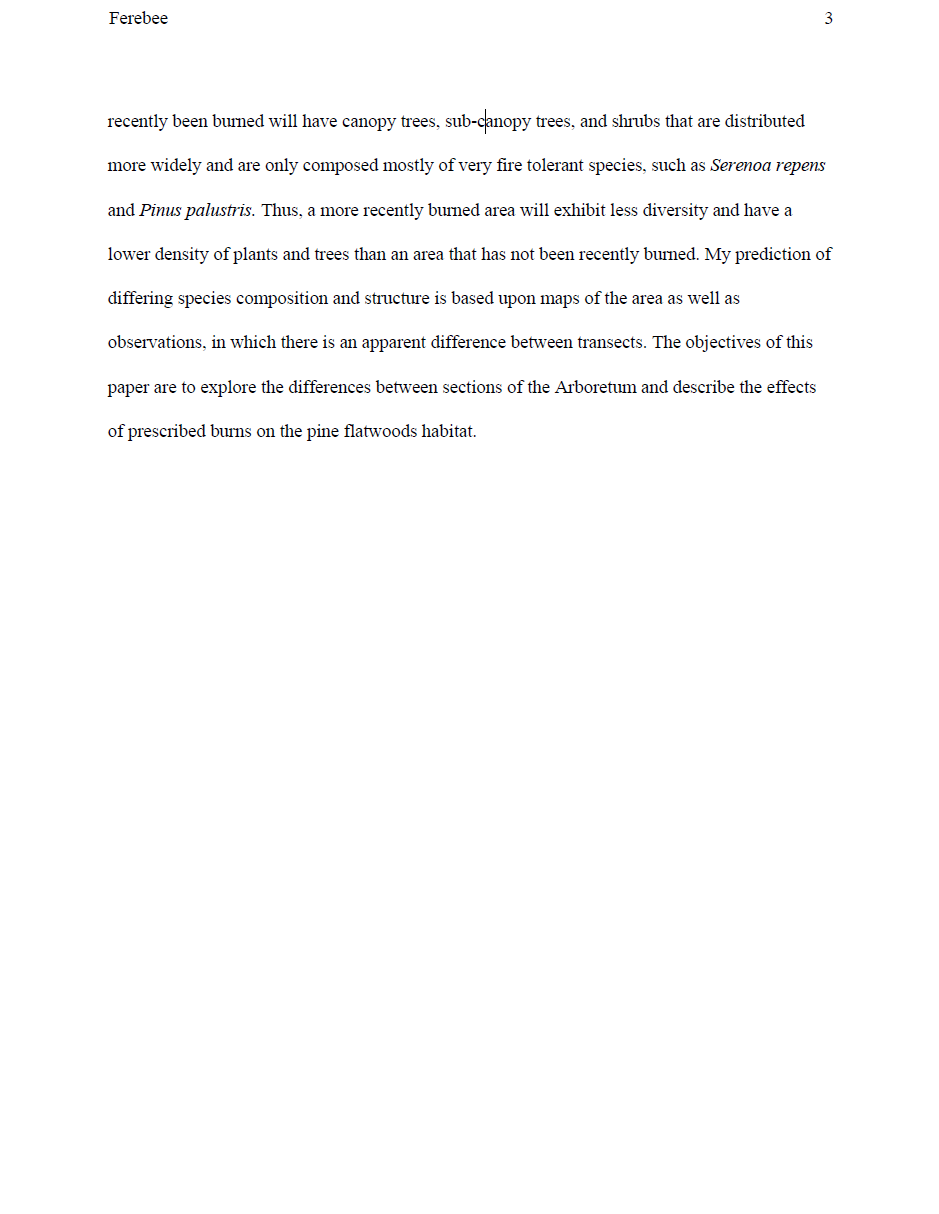 Ferebee 3
recently been burned will have canopy trees, sub-canopy trees, and shrubs that are distributed
more widely and are only composed mostly of very fire tolerant species, such as Serenoa repens
and Pinus palustris. Thus, a more recently burned area will exhibit less diversity and have a
lower density of plants and trees than an area that has not been recently burned. My prediction of
differing species composition and structure is based upon maps of the area as well as
observations, in which there is an apparent difference between transects. The objectives of this
paper are to explore the differences between sections of the Arboretum and describe the effects
of prescribed burns on the pine flatwoods habitat.